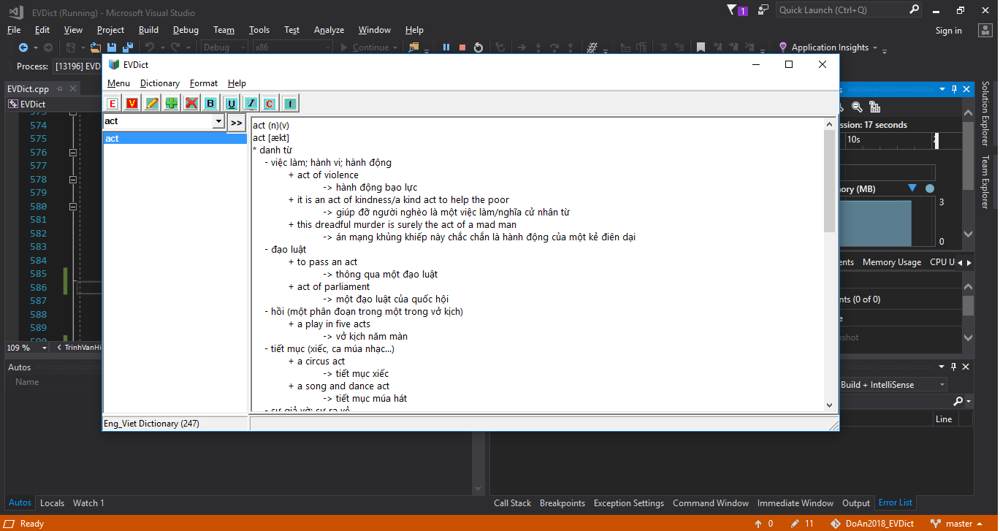 EVDict (Running) - Microsoft Visual Studio
1
Quick Launch (Ctrl+Q)
File Edit View Project Build Debug Team Tools Test Analyze Window Help
Sign in
Debug x86 Continue Application Insights
Process: [13196] EVD
EVDict
Menu Dictionary Format Help
E V B U I C f
EVDict.cpp
EVDict
574
575
576
577
578
579
580
581
582
583
584
585
586
587
588
589
109 %
TrinhVanHi
act
>>
act
act (n)(v)
act [ækt]
* danh từ
- việc làm; hành vi; hành động
+ act of violence
-> hành động bạo lực
+ it is an act of kindness/a kind act to help the poor
-> giúp đỡ người nghèo là một việc làm/nghĩa cử nhân từ
+ this dreadful murder is surely the act of a mad man
-> án mạng khủng khiếp này chắc chắn là hành động của một kẻ điên dại
- đạo luật
+ to pass an act
-> thông qua một đạo luật
+ act of parliament
-> một đạo luật của quốc hội
- hồi (một phân đoạn trong một trong vở kịch)
+ a play in five acts
-> vở kịch năm màn
- tiết mục (xiếc, ca múa nhạc...)
+ a circus act
-> tiết mục xiếc
+ a song and dance act
-> tiết mục múa hát
- sự giả vờ; sự ra vẻ
Eng_Viet Dictionary (247)
ssion: 17 seconds
10s
ory (MB)
3
0
ents Memory Usage CPU U
nts (0 of 0)
e
pshot
Build + IntelliSense
Line
Solution Explorer
Team Explorer
Autos
Name
Autos Locals Watch 1
Call Stack Breakpoints Exception Settings Command Window Immediate Window Output Error List
Ready
0 11 DoAn2018_EVDict master